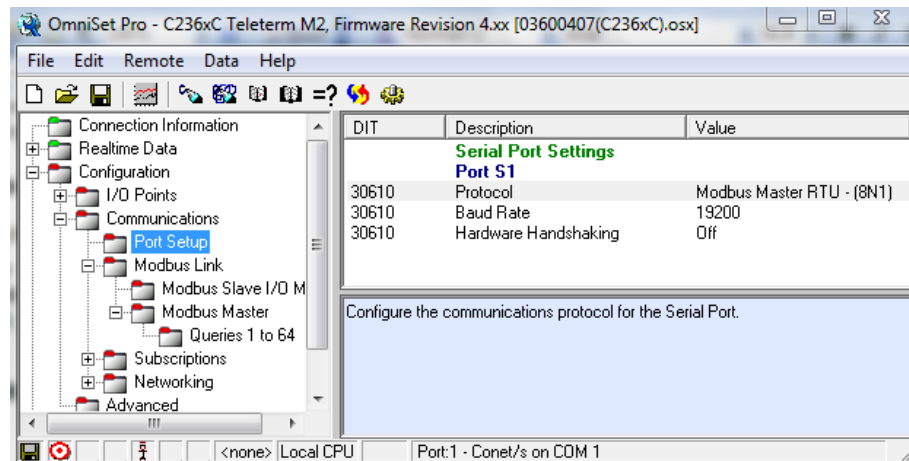 OmniSet Pro - C236xC Teleterm M2, Firmware Revision 4.xx [03600407(C236xC).osx]
File Edit Remote Data Help
=?
Connection Information
Realtime Data
Configuration
I/O Points
Communications
Port Setup
Modbus Link
Modbus Slave I/O M
Modbus Master
Queries 1 to 64
Subscriptions
Networking
Advanced
DIT Description Value
Serial Port Settings
Port S1
30610 Protocol Modbus Master RTU - (8N1)
30610 Baud Rate 19200
30610 Hardware Handshaking Off
Configure the communications protocol for the Serial Port.
<none> Local CPU Port:1 - Conet/s on COM 1